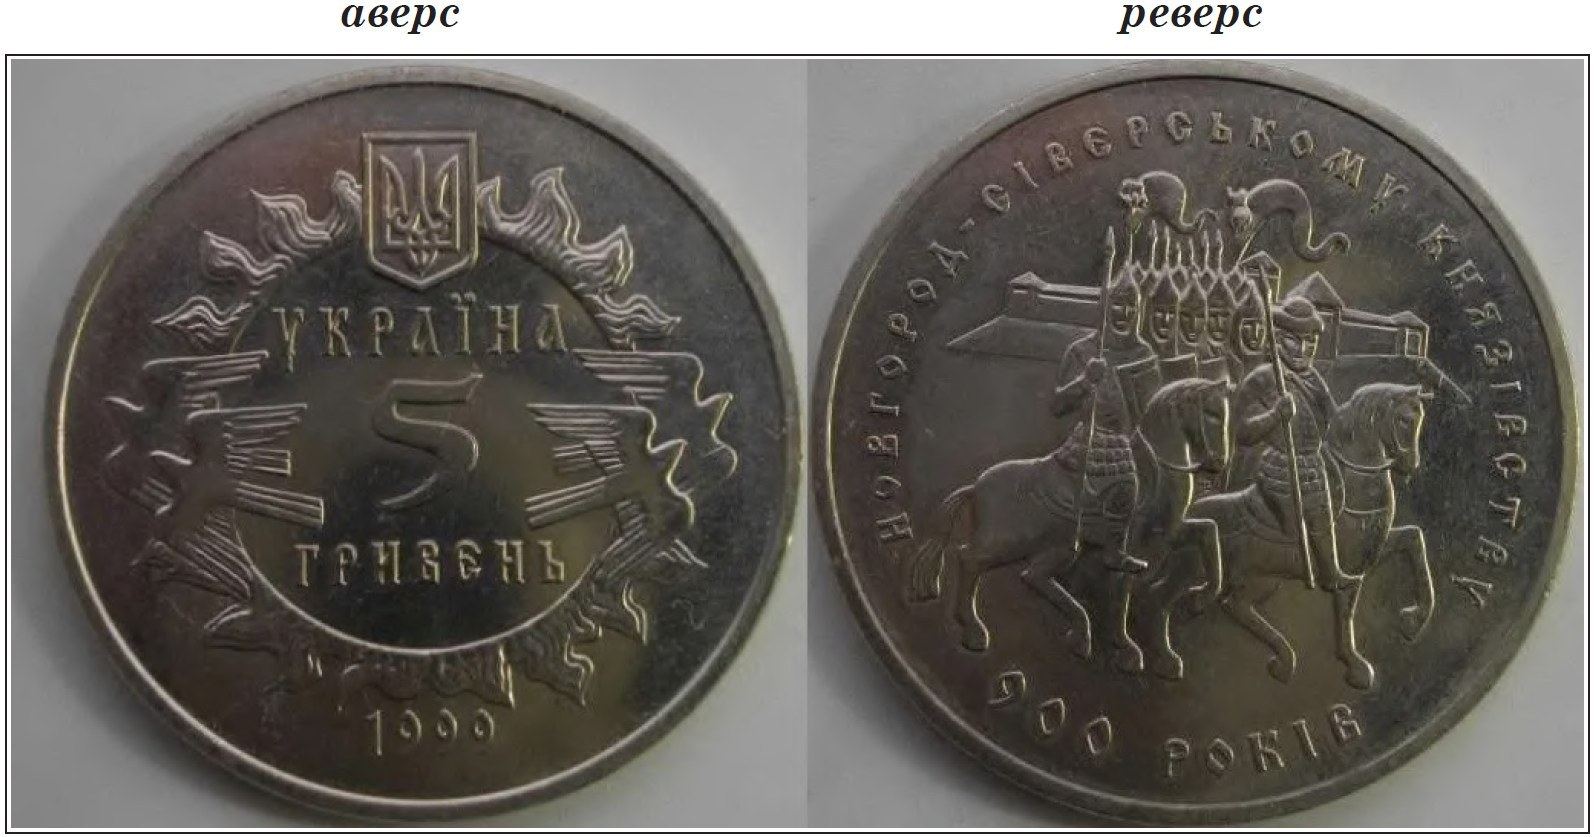 аверс
реверс
УКРАЇНА
5
ГРИВЕНЬ
1999
НОВГОРОД-СІВЕРСЬКОМУ КНЯЗІВСТВУ
900 РОКІВ